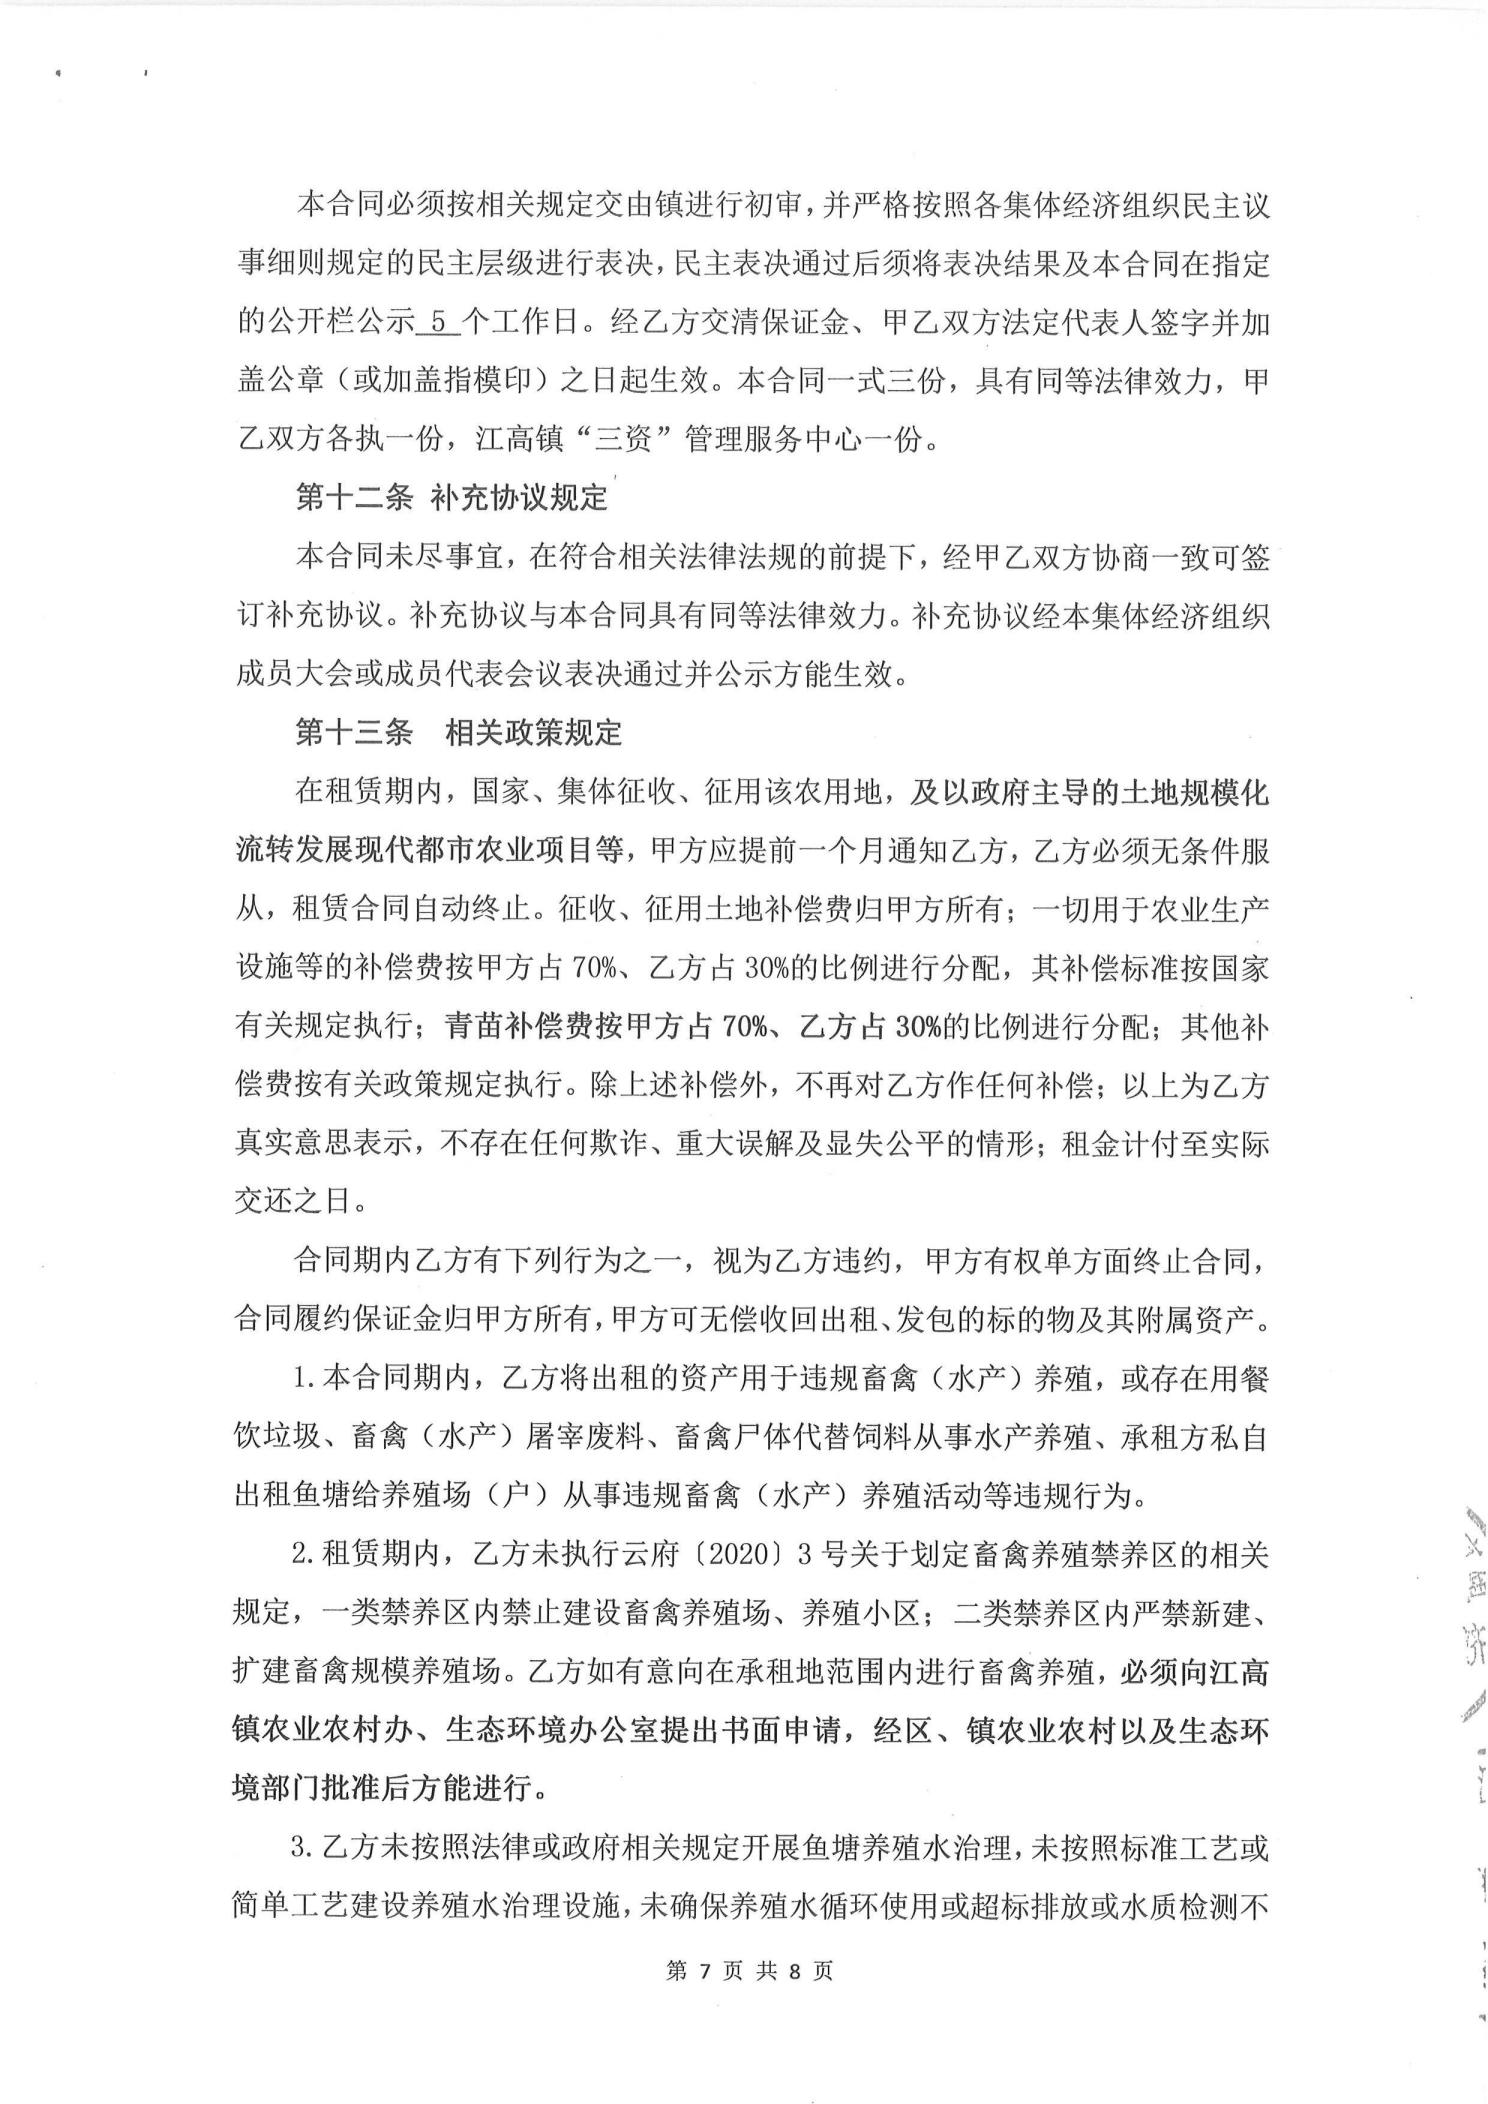 本合同必须按相关规定交由镇进行初审，并严格按照各集体经济组织民主议
事细则规定的民主层级进行表决，民主表决通过后须将表决结果及本合同在指定
的公开栏公示 5 个工作日。经乙方交清保证金、甲乙双方法定代表人签字并加
盖公章（或加盖指模印）之日起生效。本合同一式三份，具有同等法律效力，甲
乙双方各执一份，江高镇“三资”管理服务中心一份。
第十二条 补充协议规定
本合同未尽事宜，在符合相关法律法规的前提下，经甲乙双方协商一致可签
订补充协议。补充协议与本合同具有同等法律效力。补充协议经本集体经济组织
成员大会或成员代表会议表决通过并公示方能生效。
第十三条 相关政策规定
在租赁期内，国家、集体征收、征用该农用地，及以政府主导的土地规模化
流转发展现代都市农业项目等，甲方应提前一个月通知乙方，乙方必须无条件服
从，租赁合同自动终止。征收、征用土地补偿费归甲方所有；一切用于农业生产
设施等的补偿费按甲方占 70%、乙方占 30%的比例进行分配，其补偿标准按国家
有关规定执行；青苗补偿费按甲方占 70%、乙方占 30%的比例进行分配；其他补
偿费按有关政策规定执行。除上述补偿外，不再对乙方作任何补偿；以上为乙方
真实意思表示，不存在任何欺诈、重大误解及显失公平的情形；租金计付至实际
交还之日。
合同期内乙方有下列行为之一，视为乙方违约，甲方有权单方面终止合同，
合同履约保证金归甲方所有，甲方可无偿收回出租、发包的标的物及其附属资产。
1. 本合同期内，乙方将出租的资产用于违规畜禽（水产）养殖，或存在用餐
饮垃圾、畜禽（水产）屠宰废料、畜禽尸体代替饲料从事水产养殖、承租方私自
出租鱼塘给养殖场（户）从事违规畜禽（水产）养殖活动等违规行为。
2. 租赁期内，乙方未执行云府〔2020〕3 号关于划定畜禽养殖禁养区的相关
规定，一类禁养区内禁止建设畜禽养殖场、养殖小区；二类禁养区内严禁新建、
扩建畜禽规模养殖场。乙方如有意向在承租地范围内进行畜禽养殖，必须向江高
镇农业农村办、生态环境办公室提出书面申请，经区、镇农业农村以及生态环
境部门批准后方能进行。
3. 乙方未按照法律或政府相关规定开展鱼塘养殖水治理，未按照标准工艺或
简单工艺建设养殖水治理设施，未确保养殖水循环使用或超标排放或水质检测不
第 7 页 共 8 页